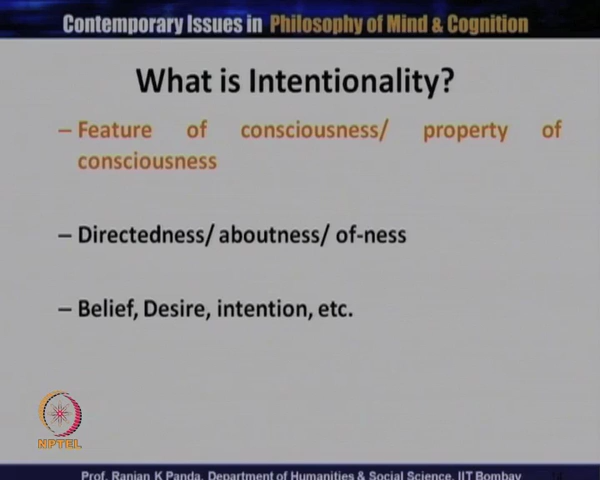 Contemporary Issues in Philosophy of Mind & Cognition
What is Intentionality?
– Feature of consciousness/ property of
consciousness
– Directedness/ aboutness/ of-ness
– Belief, Desire, intention, etc.
NPTEL
Prof. Ranjan K Panda, Department of Humanities & Social Science, IIT Bombay